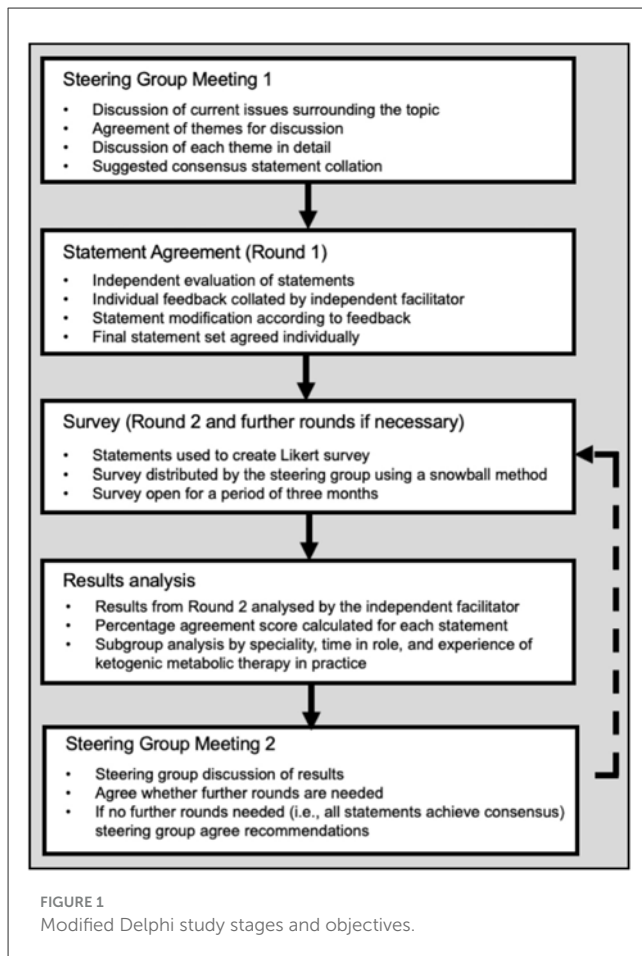 Steering Group Meeting 1
• Discussion of current issues surrounding the topic
• Agreement of themes for discussion
• Discussion of each theme in detail
• Suggested consensus statement collation
Statement Agreement (Round 1)
• Independent evaluation of statements
• Individual feedback collated by independent facilitator
• Statement modification according to feedback
• Final statement set agreed individually
Survey (Round 2 and further rounds if necessary)
• Statements used to create Likert survey
• Survey distributed by the steering group using a snowball method
• Survey open for a period of three months
Results analysis
• Results from Round 2 analysed by the independent facilitator
• Percentage agreement score calculated for each statement
• Subgroup analysis by speciality, time in role, and experience of
ketogenic metabolic therapy in practice
Steering Group Meeting 2
• Steering group discussion of results
• Agree whether further rounds are needed
• If no further rounds needed (i.e., all statements achieve consensus)
steering group agree recommendations
FIGURE 1
Modified Delphi study stages and objectives.